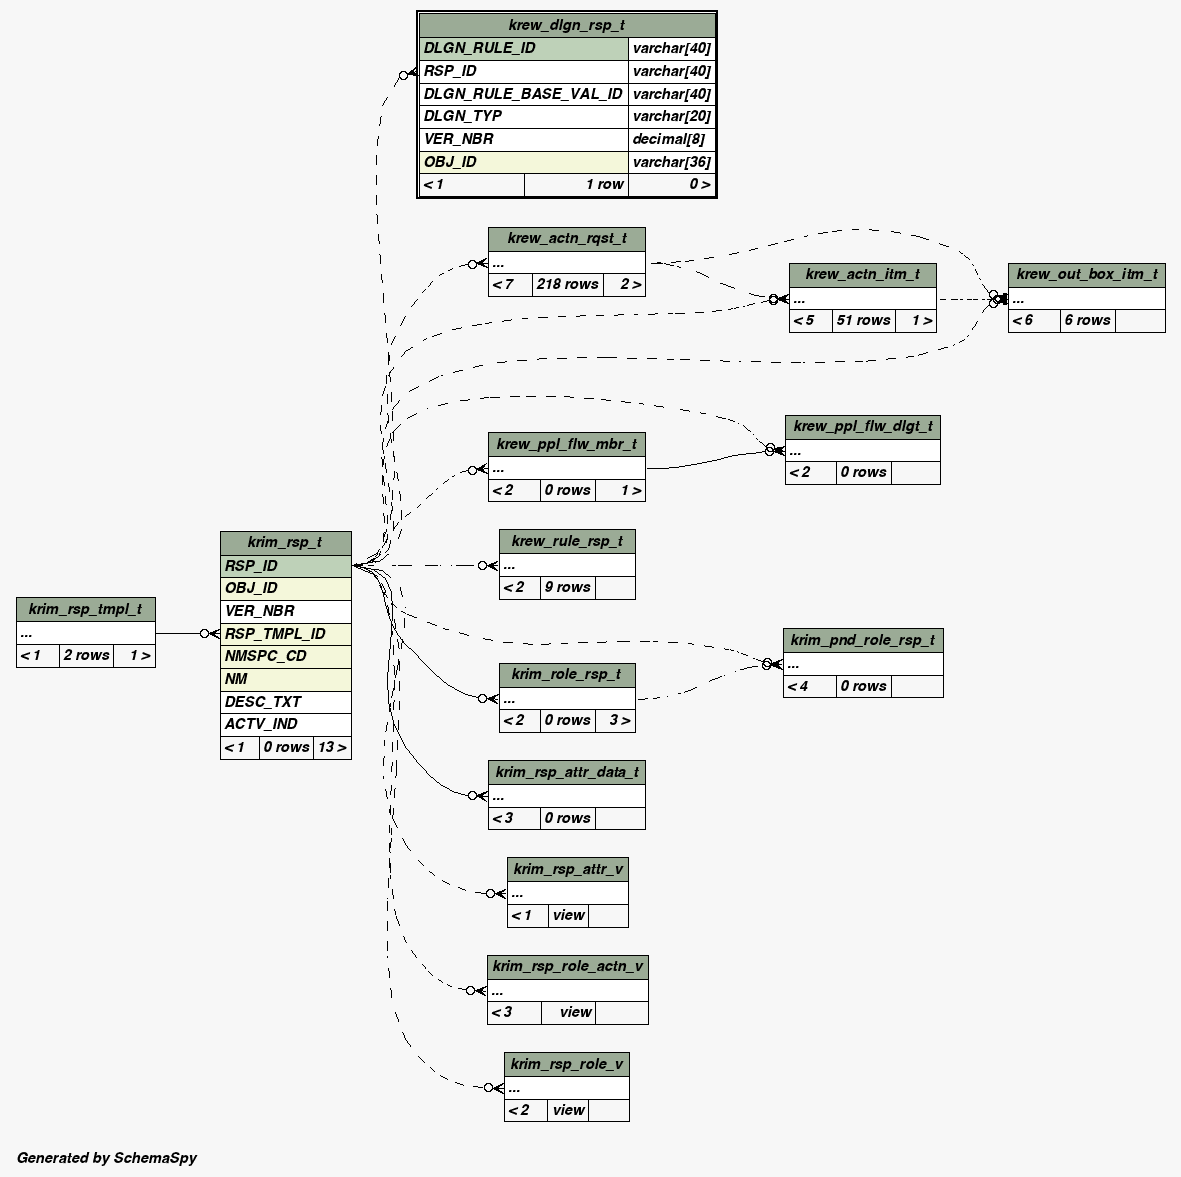 krew_dlgn_rsp_t
DLGN_RULE_ID varchar[40]
RSP_ID varchar[40]
DLGN_RULE_BASE_VAL_ID varchar[40]
DLGN_TYP varchar[20]
VER_NBR decimal[8]
OBJ_ID varchar[36]
< 1 1 row 0 >
krew_actn_rqst_t
...
< 7 218 rows 2 >
krew_actn_itm_t
...
< 5 51 rows 1 >
krew_out_box_itm_t
...
< 6 6 rows
krew_ppl_flw_mbr_t
...
< 2 0 rows 1 >
krew_ppl_flw_dlgt_t
...
< 2 0 rows
krew_rule_rsp_t
...
< 2 9 rows
krim_rsp_tmpl_t
...
< 1 2 rows 1 >
krim_rsp_t
RSP_ID
OBJ_ID
VER_NBR
RSP_TMPL_ID
NMSPC_CD
NM
DESC_TXT
ACTV_IND
< 1 0 rows 13 >
krim_role_rsp_t
...
< 2 0 rows 3 >
krim_pnd_role_rsp_t
...
< 4 0 rows
krim_rsp_attr_data_t
...
< 3 0 rows
krim_rsp_attr_v
...
< 1 view
krim_rsp_role_actn_v
...
< 3 view
krim_rsp_role_v
...
< 2 view
Generated by SchemaSpy